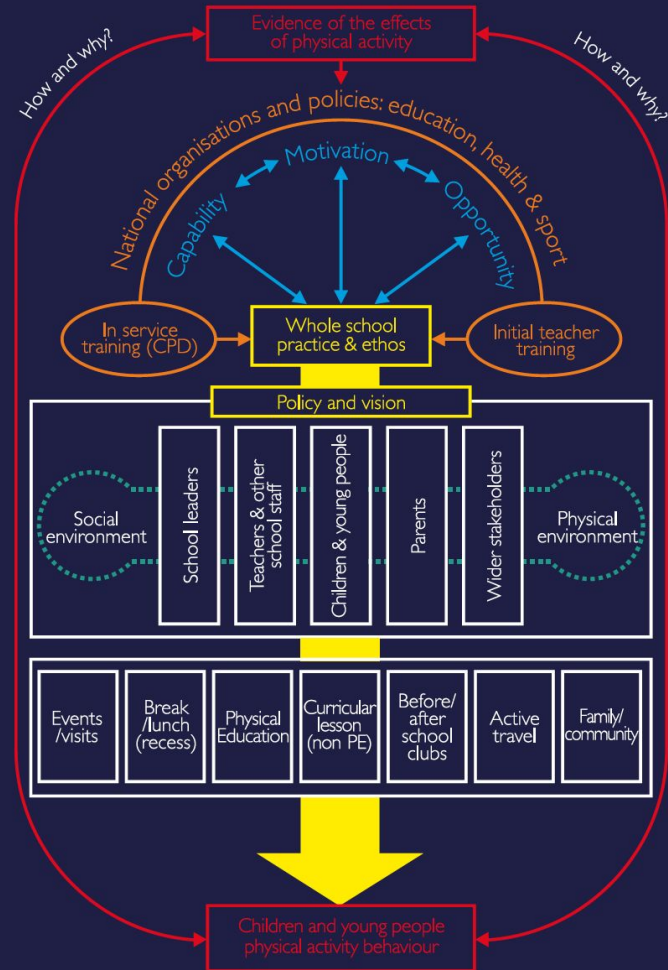 Evidence of the effects
of physical activity
How and why?
How and why?
National organisations and policies: education, health & sport
Motivation
Capability
Opportunity
In service
training (CPD)
Whole school
practice & ethos
Initial teacher
training
Policy and vision
Social
environment
School leaders
Teachers & other
school staff
Children & young people
Parents
Wider stakeholders
Physical
environment
Events
/visits
Break
/lunch
(recess)
Physical
Education
Curricular
lesson
(non PE)
Before/
after
school
clubs
Active
travel
Family/
community
Children and young people
physical activity behaviour